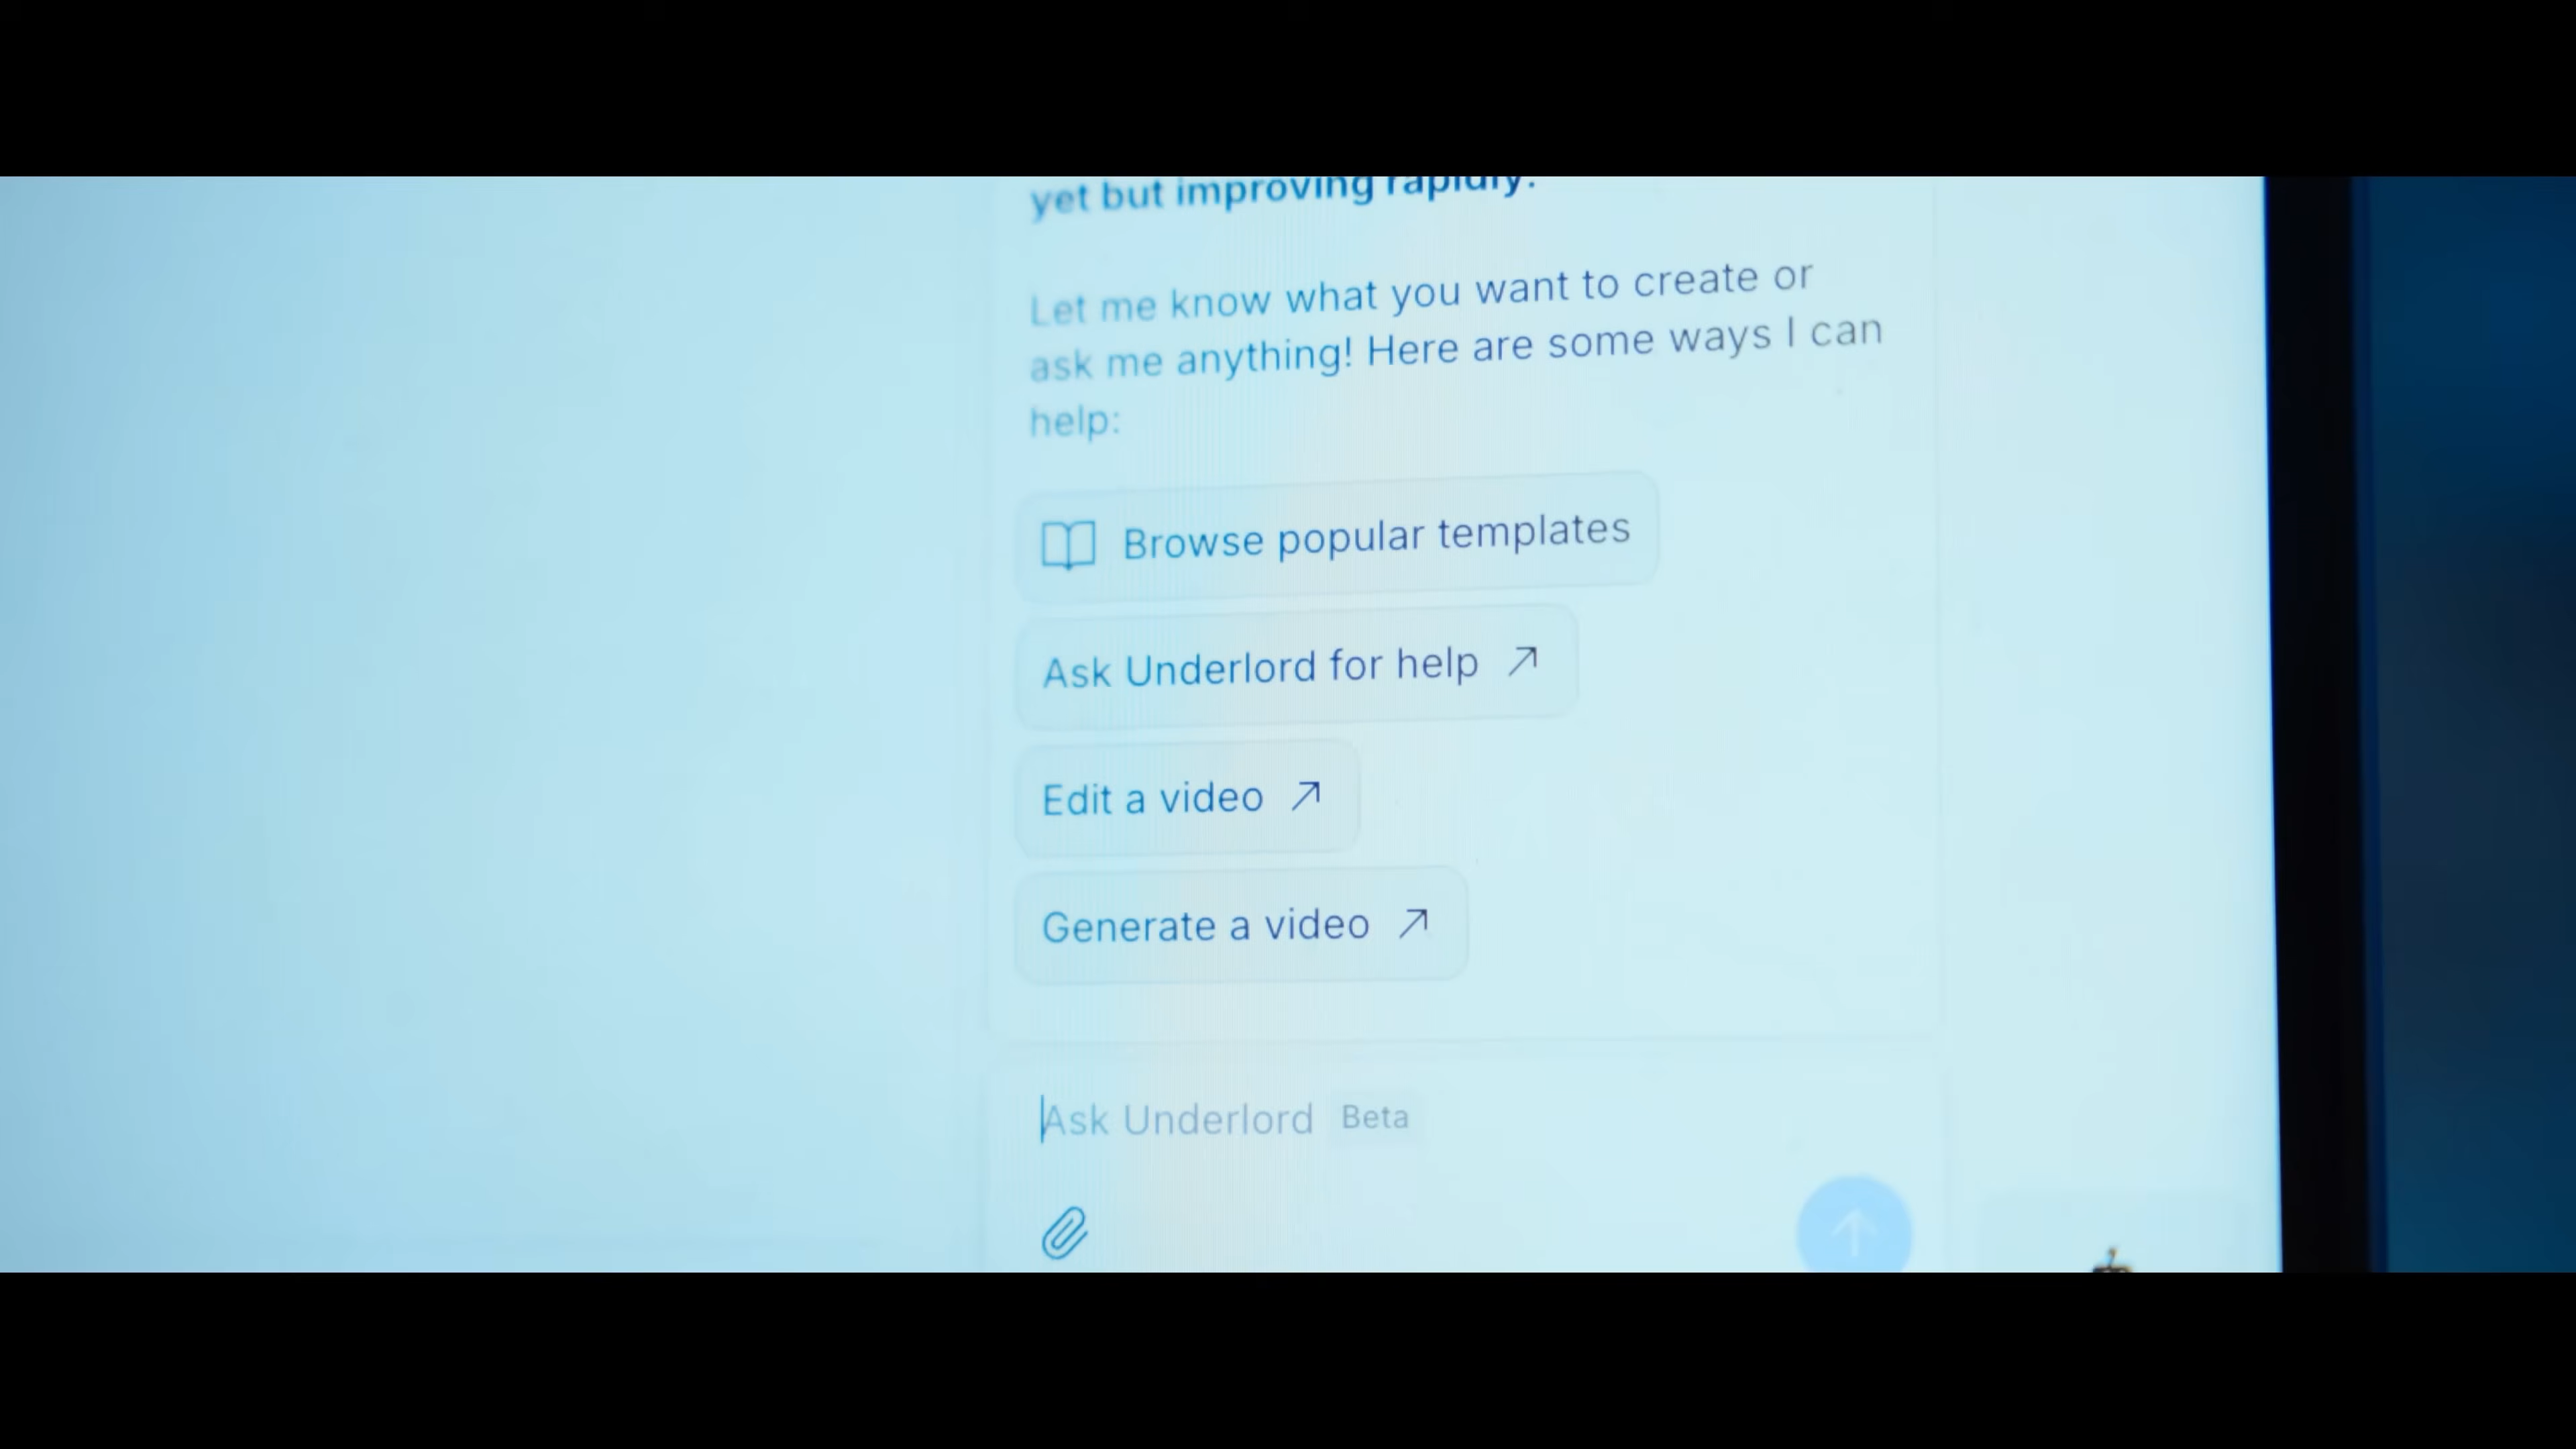 yet but improving rapidly.
Let me know what you want to create or
ask me anything! Here are some ways I can
help:
Browse popular templates
Ask Underlord for help
Edit a video
Generate a video
Ask Underlord Beta